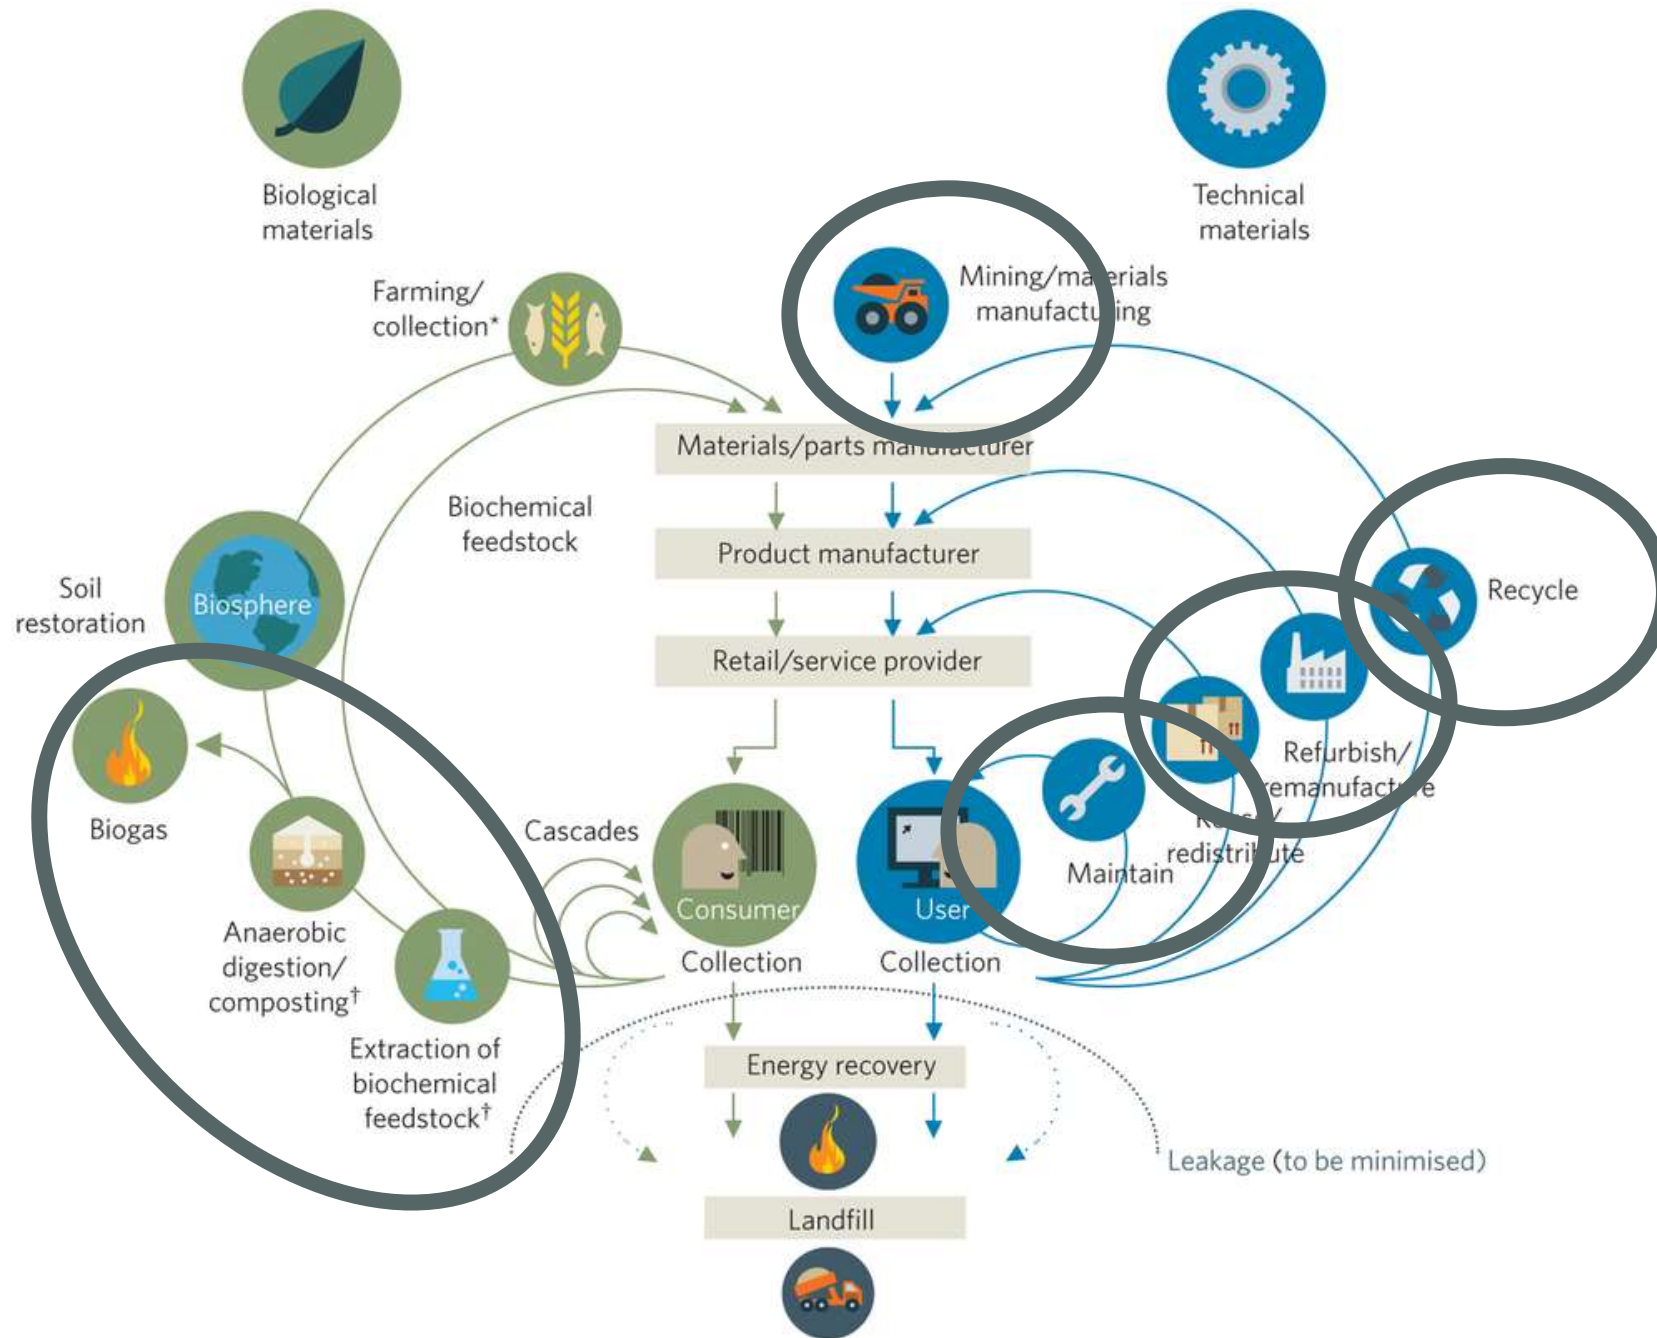 Biological
materials
Technical
materials
Farming/
collection*
Mining/materials
manufacturing
Materials/parts manufacturer
Biochemical
feedstock
Product manufacturer
Soil
restoration
Biosphere
Recycle
Retail/service provider
Refurbish/
remanufacture
Biogas
Cascades
Reuse/
redistribute
Maintain
Consumer
User
Anaerobic
digestion/
composting†
Collection
Collection
Extraction of
biochemical
feedstock†
Energy recovery
Leakage (to be minimised)
Landfill